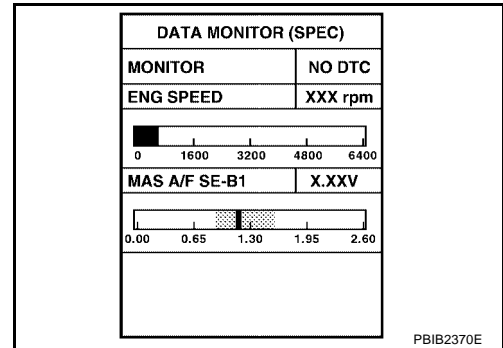 DATA MONITOR (SPEC)
MONITOR NO DTC
ENG SPEED XXX rpm
0 1600 3200 4800 6400
MAS A/F SE-B1 X.XXV
0.00 0.65 1.30 1.95 2.60
PBIB2370E